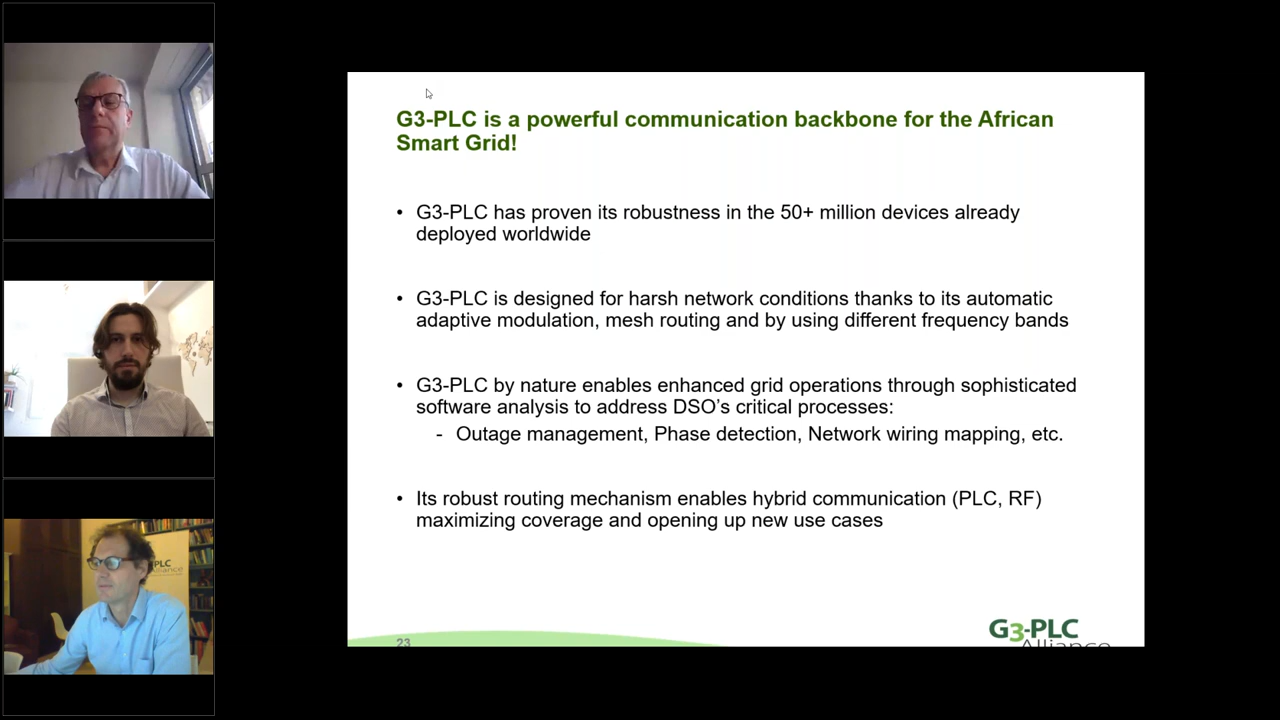 G3-PLC is a powerful communication backbone for the African
Smart Grid!
• G3-PLC has proven its robustness in the 50+ million devices already
deployed worldwide
• G3-PLC is designed for harsh network conditions thanks to its automatic
adaptive modulation, mesh routing and by using different frequency bands
• G3-PLC by nature enables enhanced grid operations through sophisticated
software analysis to address DSO’s critical processes:
- Outage management, Phase detection, Network wiring mapping, etc.
• Its robust routing mechanism enables hybrid communication (PLC, RF)
maximizing coverage and opening up new use cases
23
G3-PLC
Alliance
PLC
Alliance